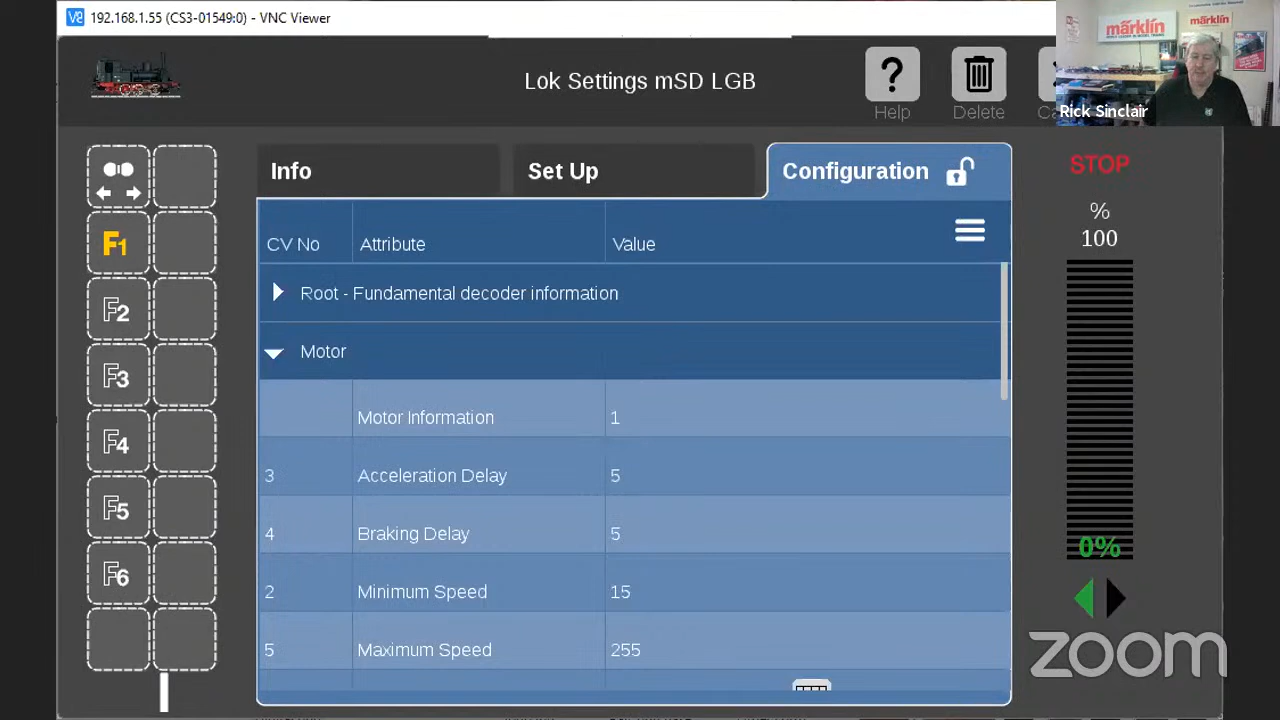 192.168.1.55 (CS3-01549:0) - VNC Viewer
märklín
märklín
Lok Settings mSD LGB
?
Help
Delete
Rick Sinclair
Info
Set Up
Configuration
STOP
%
100
F1
F2
F3
F4
F5
F6
CV No Attribute Value
Root - Fundamental decoder information
Motor
Motor Information 1
3 Acceleration Delay 5
4 Braking Delay 5
2 Minimum Speed 15
5 Maximum Speed 255
0%
zoom